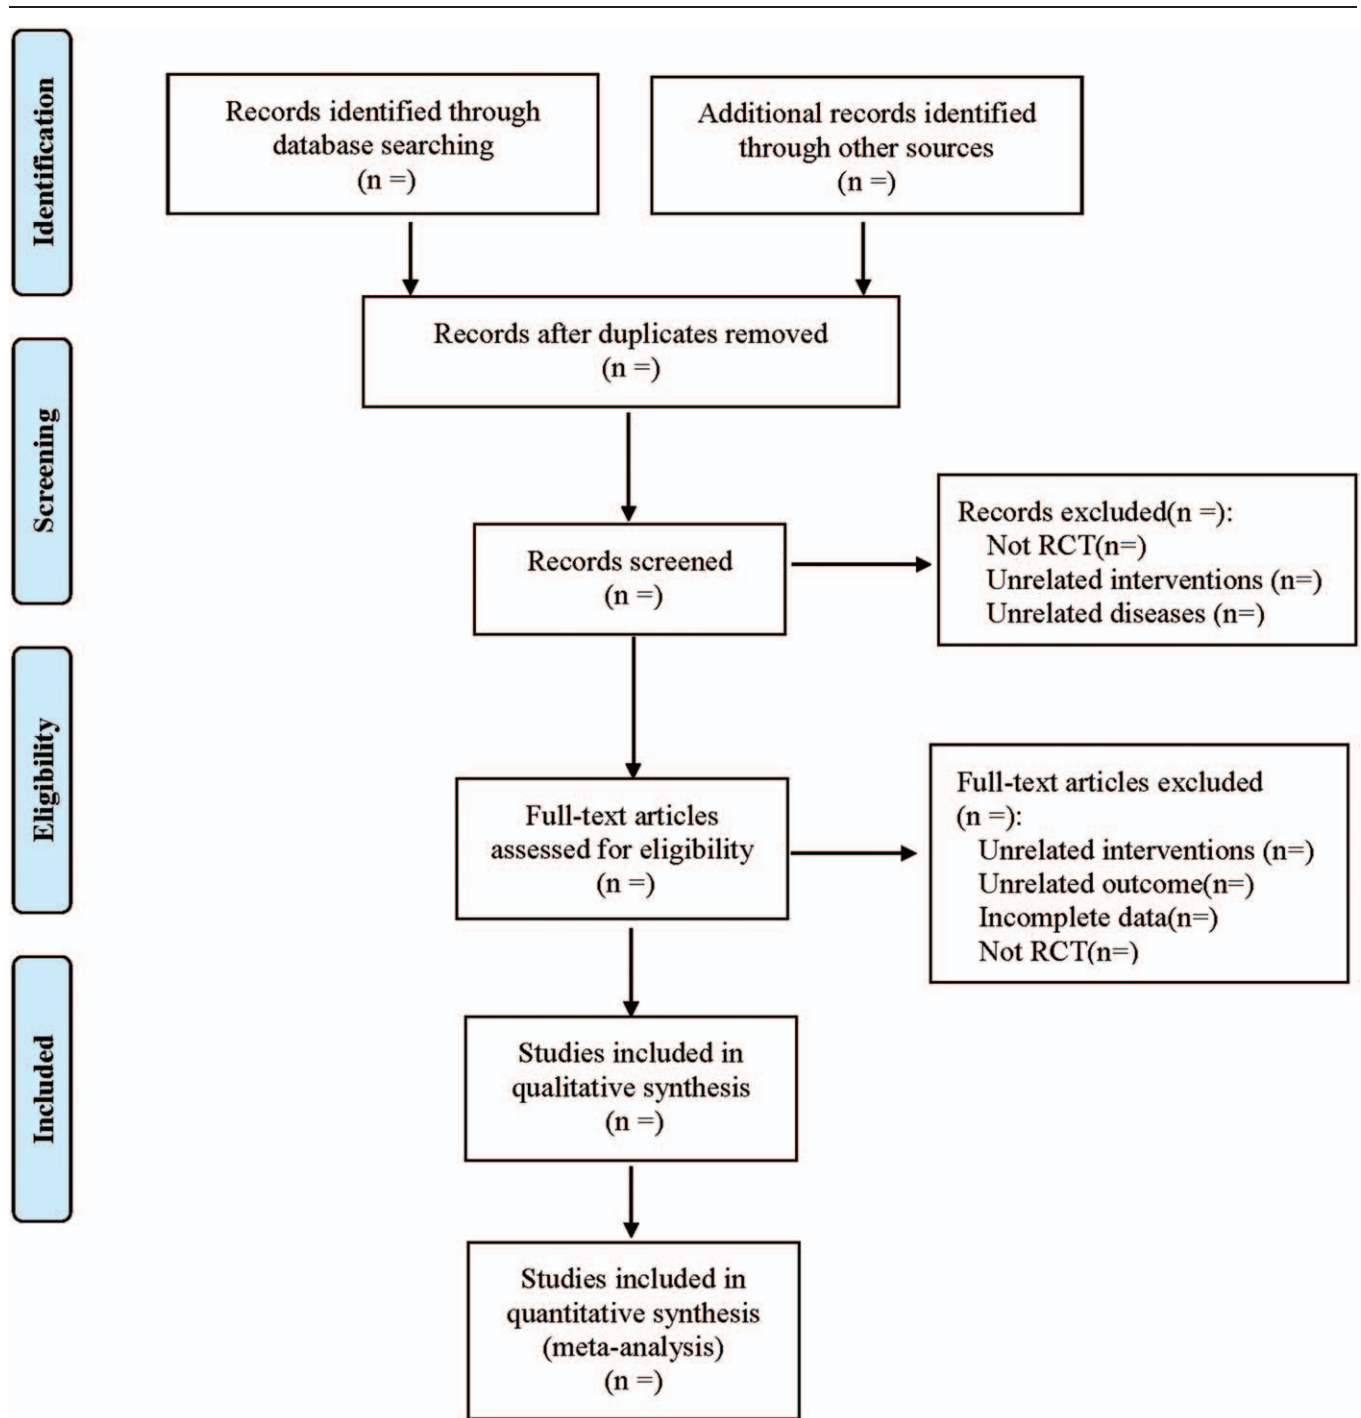 Identification
Records identified through
database searching
(n =)
Additional records identified
through other sources
(n =)
Records after duplicates removed
(n =)
Screening
Records screened
(n =)
Records excluded(n =):
Not RCT(n=)
Unrelated interventions (n=)
Unrelated diseases (n=)
Eligibility
Full-text articles
assessed for eligibility
(n =)
Full-text articles excluded
(n =):
Unrelated interventions (n=)
Unrelated outcome(n=)
Incomplete data(n=)
Not RCT(n=)
Included
Studies included in
qualitative synthesis
(n =)
Studies included in
quantitative synthesis
(meta-analysis)
(n =)